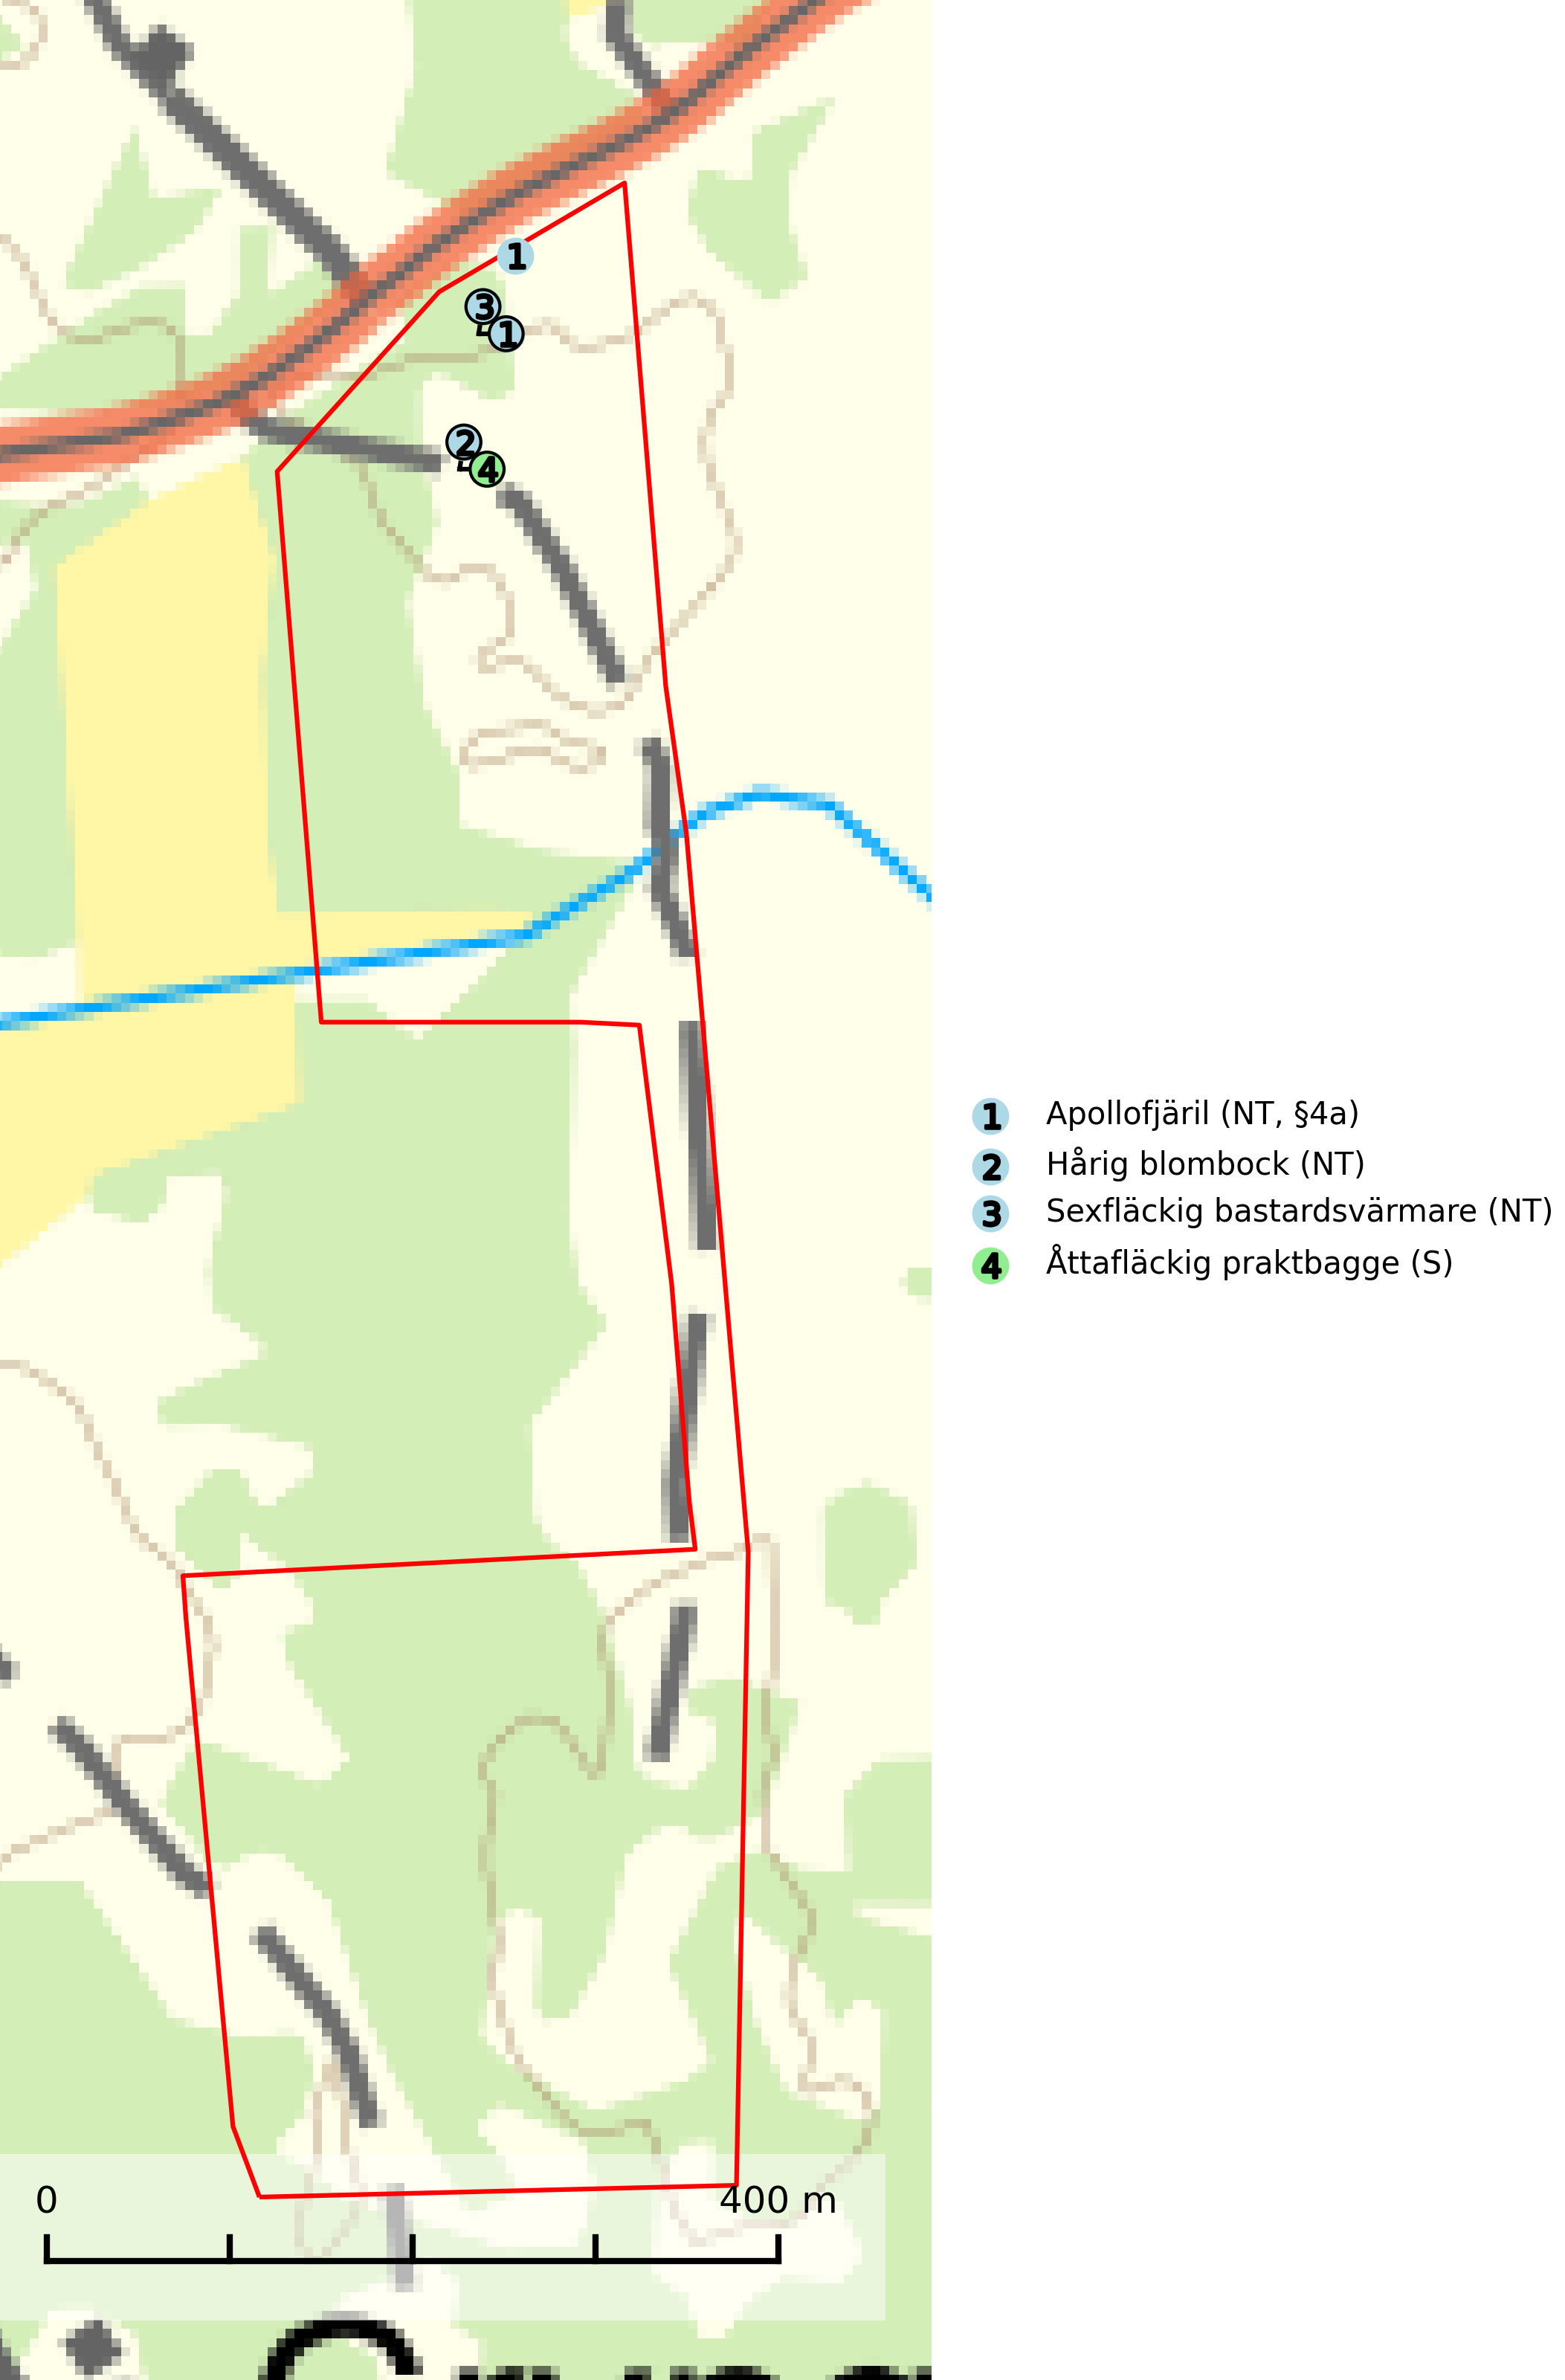 1
3
1
2
4
1 Apollofjäril (NT, §4a)
2 Hårig blombock (NT)
3 Sexfläckig bastardsvärmare (NT)
4 Åttafläckig praktbagge (S)
0 400 m